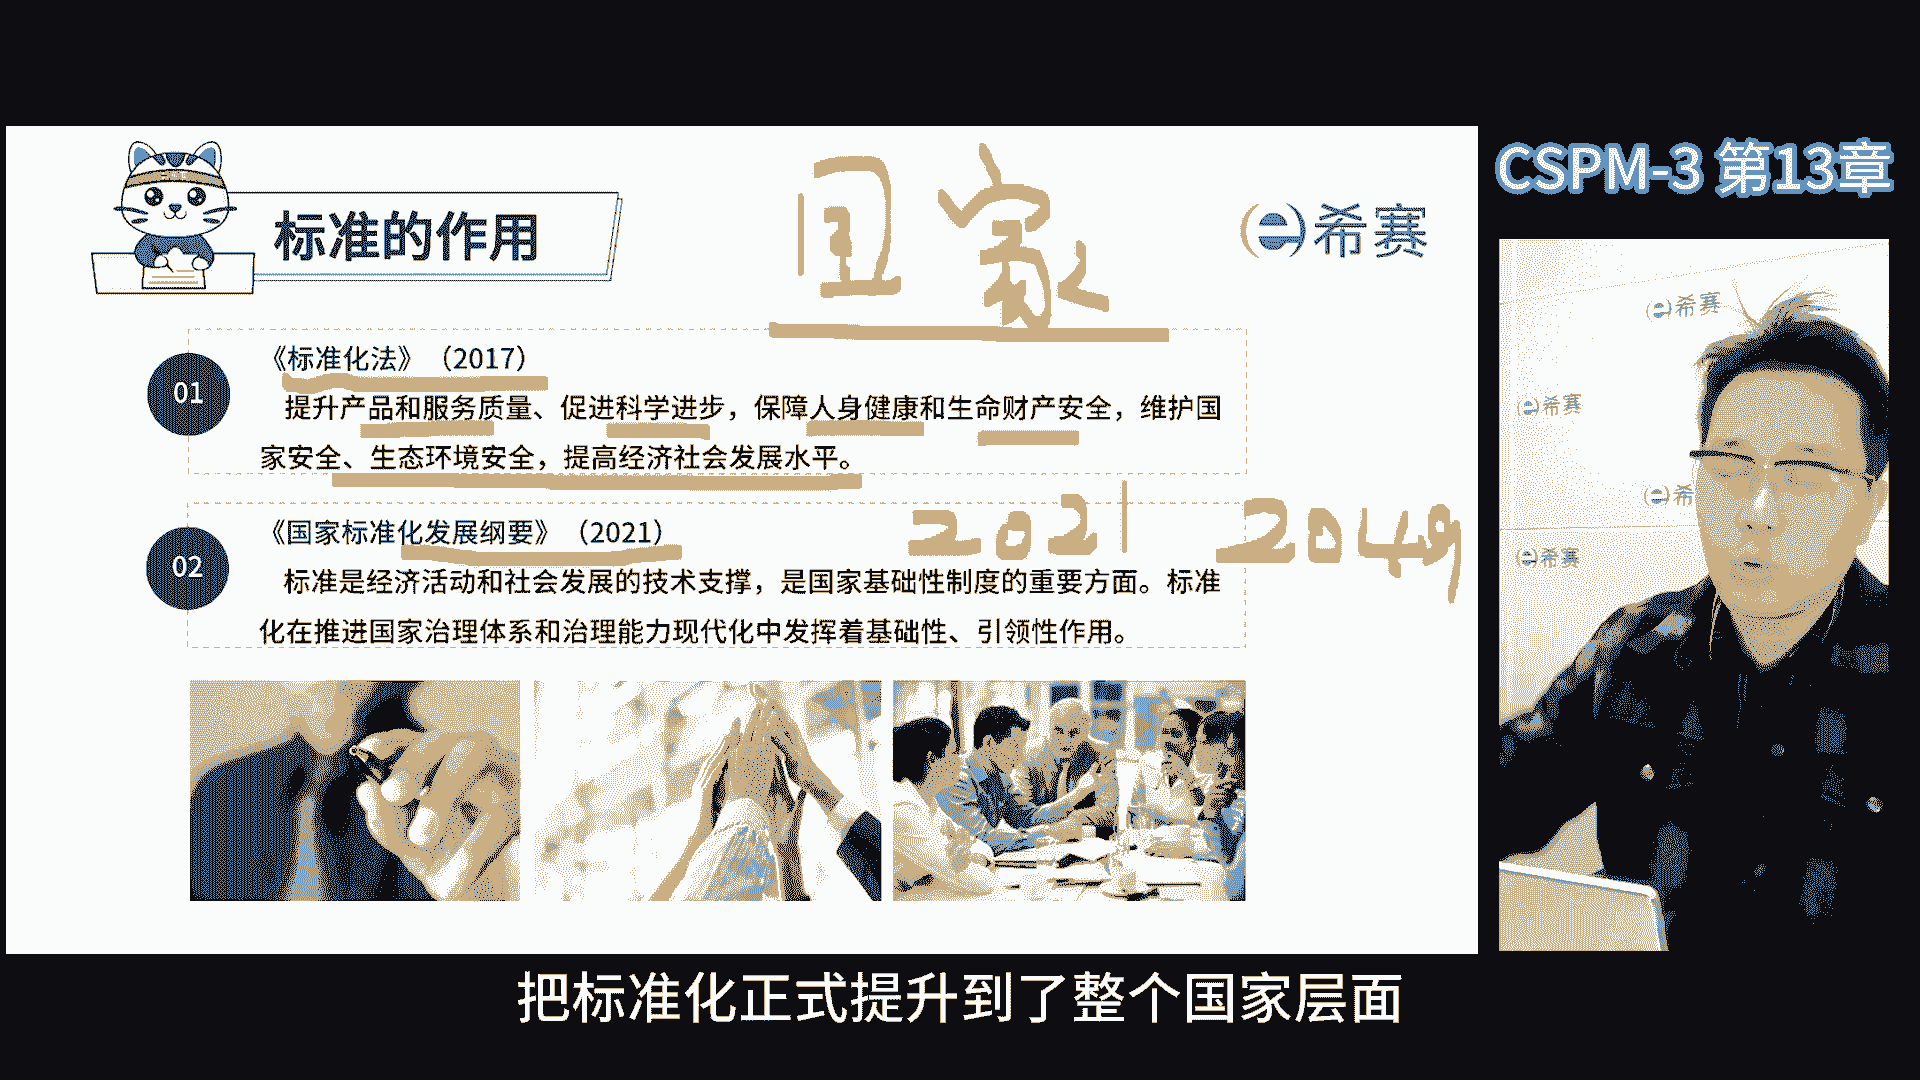 CSPM-3 第13章
标准的作用
国家
(e)希赛
01
《标准化法》（2017）
提升产品和服务质量、促进科学进步，保障人身健康和生命财产安全，维护国
家安全、生态环境安全，提高经济社会发展水平。
2021 2049
02
《国家标准化发展纲要》（2021）
标准是经济活动和社会发展的技术支撑，是国家基础性制度的重要方面。标准
化在推进国家治理体系和治理能力现代化中发挥着基础性、引领性作用。
(e)希赛
(e)希赛
(e)希
(e)希赛
把标准化正式提升到了整个国家层面